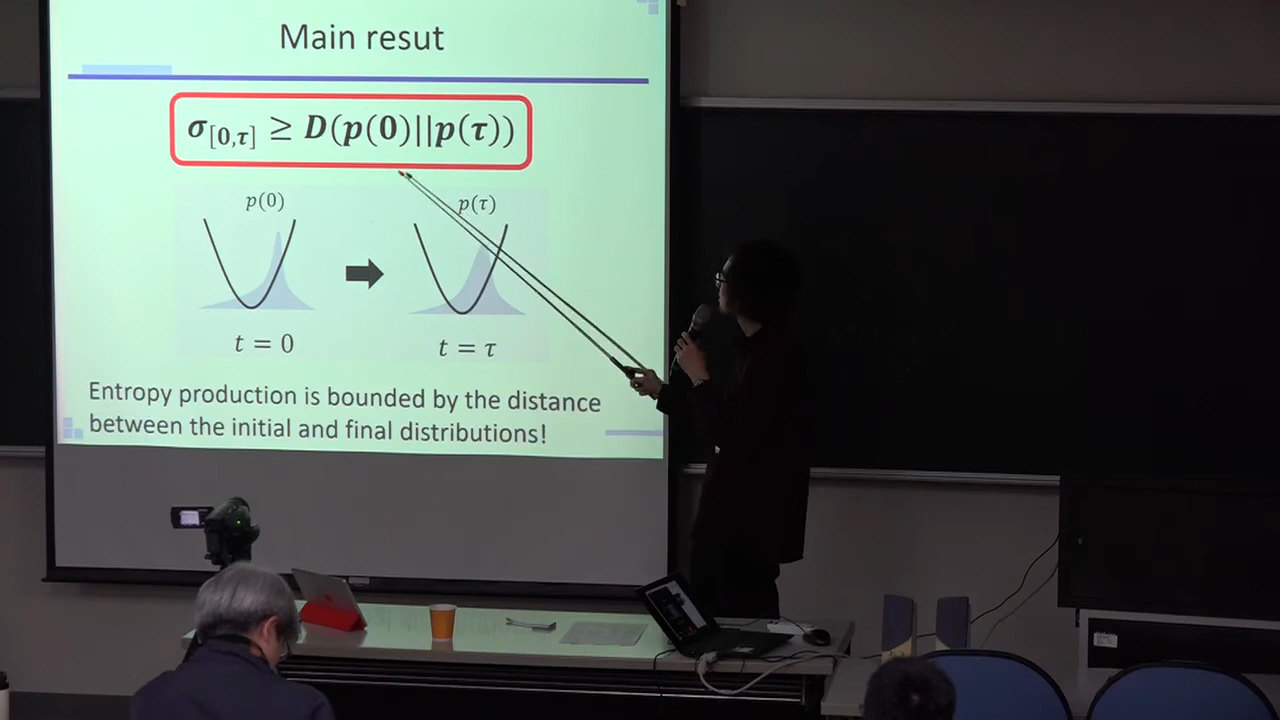 Main resut
σ[0,τ] ≥ D(p(0)||p(τ))
p(0)
p(τ)
t = 0
t = τ
Entropy production is bounded by the distance
between the initial and final distributions!